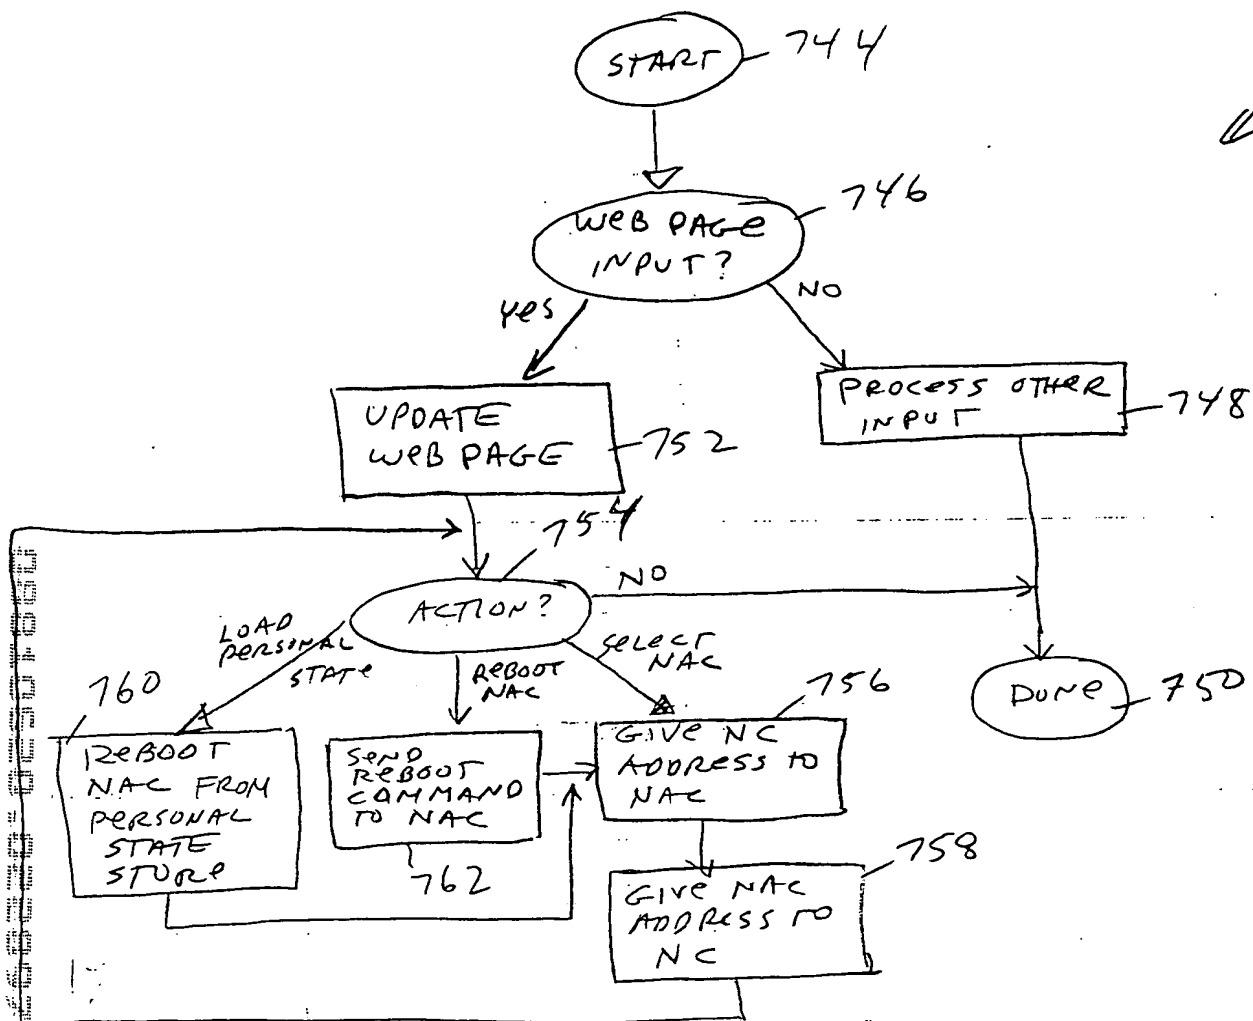 START
744
WEB PAGE
INPUT?
746
YES
NO
UPDATE
WEB PAGE
752
PROCESS OTHER
INPUT
748
754
ACTION?
NO
LOAD
PERSONAL
STATE
REBOOT
NAC
SELECT
NAC
760
REBOOT
NAC FROM
PERSONAL
STATE
STORE
SEND
REBOOT
COMMAND
TO NAC
762
756
GIVE NC
ADDRESS TO
NAC
DONE
750
758
GIVE NAC
ADDRESS TO
NC